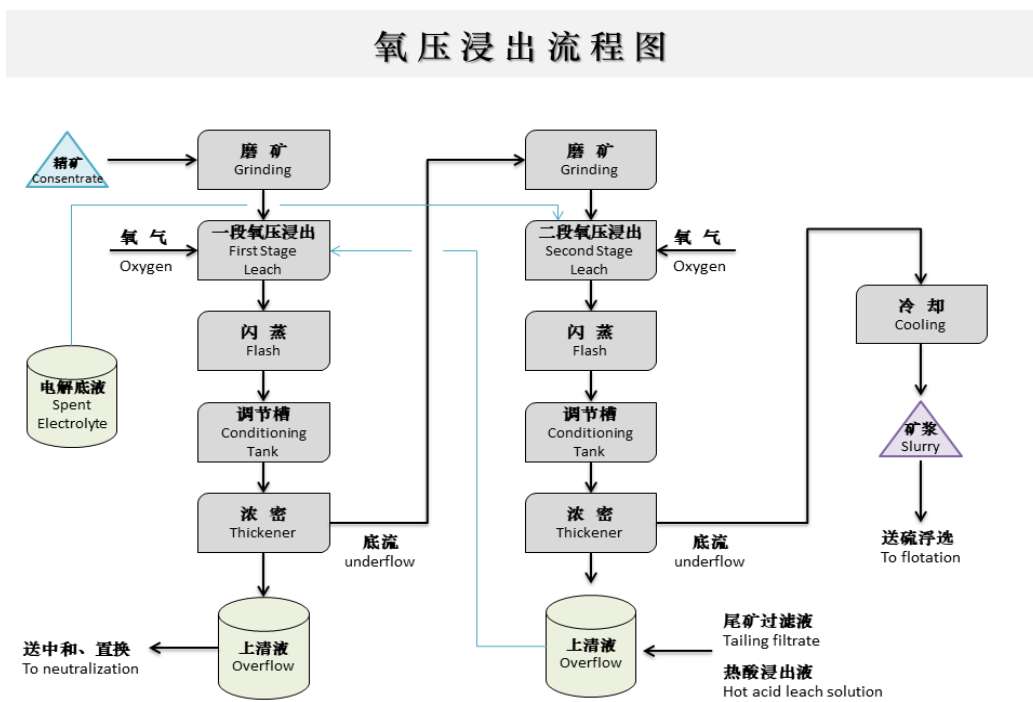 氧压浸出流程图
精矿
Consentrate
磨 矿
Grinding
磨 矿
Grinding
氧 气
Oxygen
一段氧压浸出
First Stage
Leach
二段氧压浸出
Second Stage
Leach
氧 气
Oxygen
冷 却
Cooling
闪 蒸
Flash
闪 蒸
Flash
电解底液
Spent
Electrolyte
调节槽
Conditioning
Tank
调节槽
Conditioning
Tank
矿浆
Slurry
浓 密
Thickener
底流
underflow
浓 密
Thickener
底流
underflow
送硫浮选
To flotation
送中和、置换
To neutralization
上清液
Overflow
上清液
Overflow
尾矿过滤液
Tailing filtrate
热酸浸出液
Hot acid leach solution